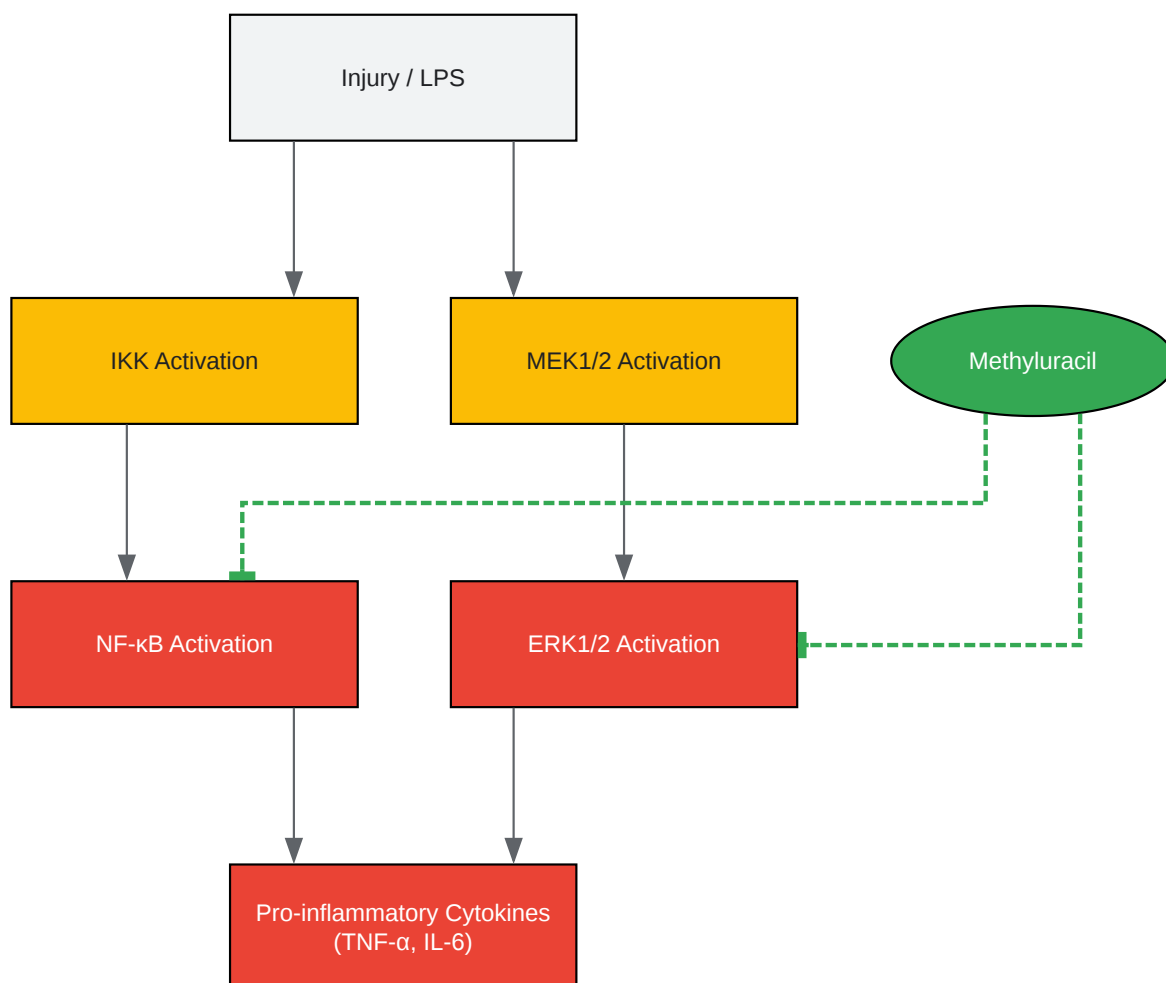 Injury / LPS
IKK Activation
MEK1/2 Activation
Methyluracil
NF-κB Activation
ERK1/2 Activation
Pro-inflammatory Cytokines
(TNF-α, IL-6)